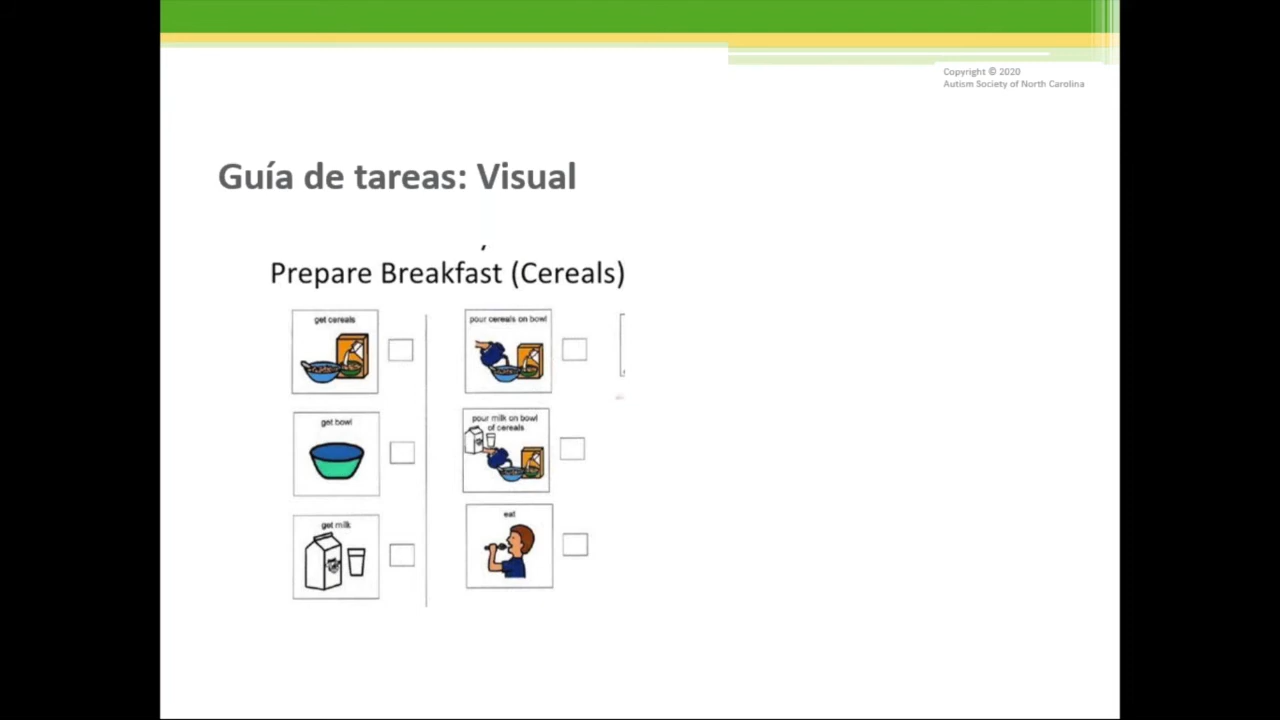 Copyright © 2020
Autism Society of North Carolina
Guía de tareas: Visual
Prepare Breakfast (Cereals)
get cereals
get bowl
get milk
pour cereals on bowl
pour milk on bowl
of cereals
eat